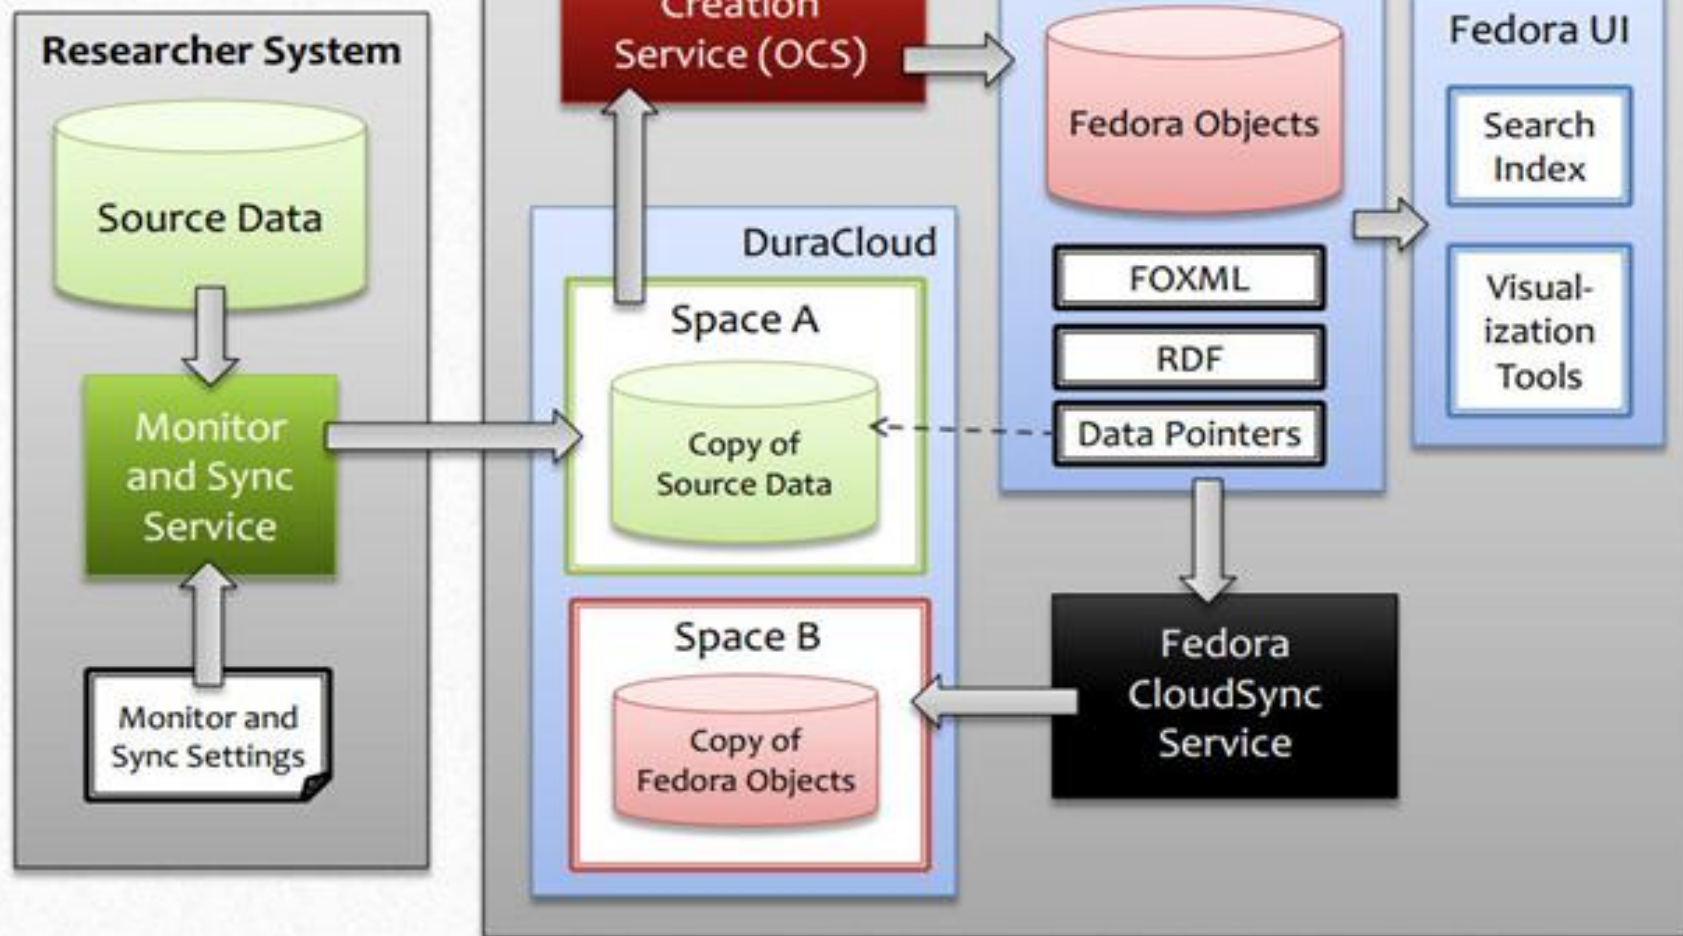 Researcher System
Source Data
Monitor
and Sync
Service
Monitor and
Sync Settings
Creation
Service (OCS)
DuraCloud
Space A
Copy of
Source Data
Space B
Copy of
Fedora Objects
Fedora Objects
FOXML
RDF
Data Pointers
Fedora
CloudSync
Service
Fedora UI
Search
Index
Visual-
ization
Tools